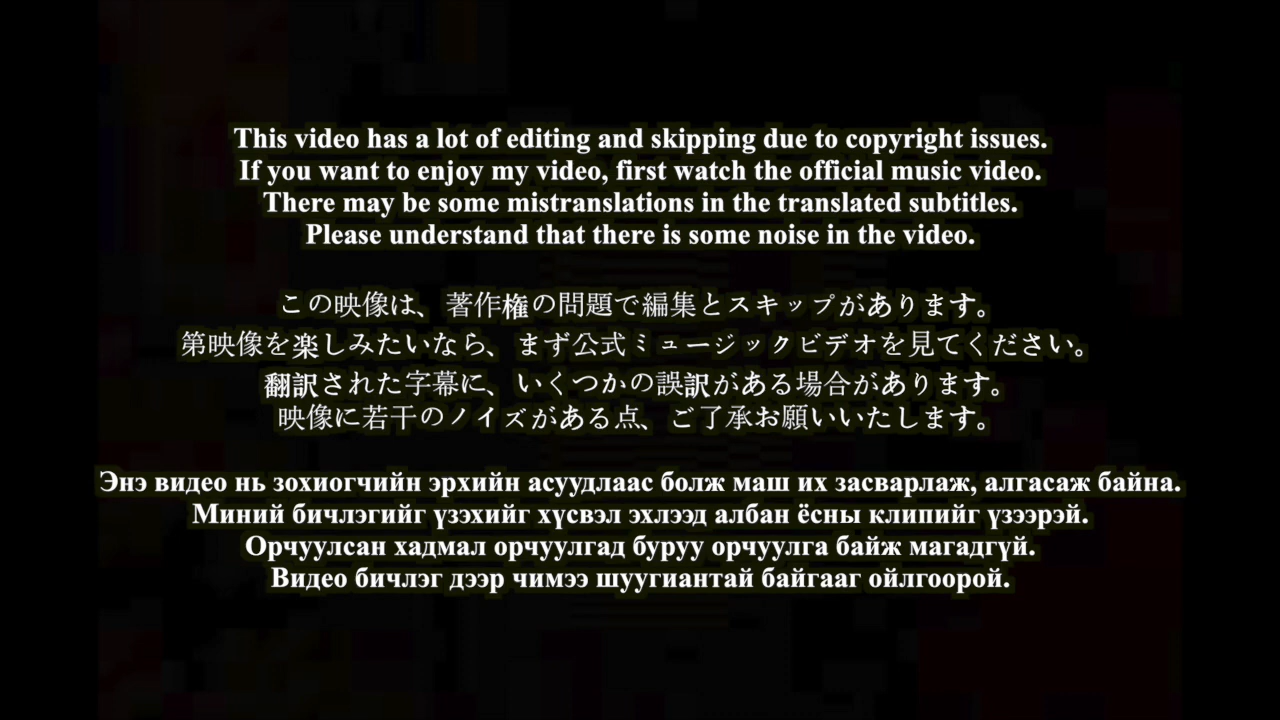 This video has a lot of editing and skipping due to copyright issues.
If you want to enjoy my video, first watch the official music video.
There may be some mistranslations in the translated subtitles.
Please understand that there is some noise in the video.
この映像は、著作権の問題で編集とスキップがあります。
第映像を楽しみたいなら、まず公式ミュージックビデオを見てください。
翻訳された字幕に、いくつかの誤訳がある場合があります。
映像に若干のノイズがある点、ご了承お願いいたします。
Энэ видео нь зохиогчийн эрхийн асуудлаас болж маш их засварлаж, алгасаж байна.
Миний бичлэгийг үзэхийг хүсвэл эхлээд албан ёсны клипийг үзээрэй.
Орчуулсан хадмал орчуулгад буруу орчуулга байж магадгүй.
Видео бичлэг дээр чимээ шуугиантай байгааг ойлгоорой.